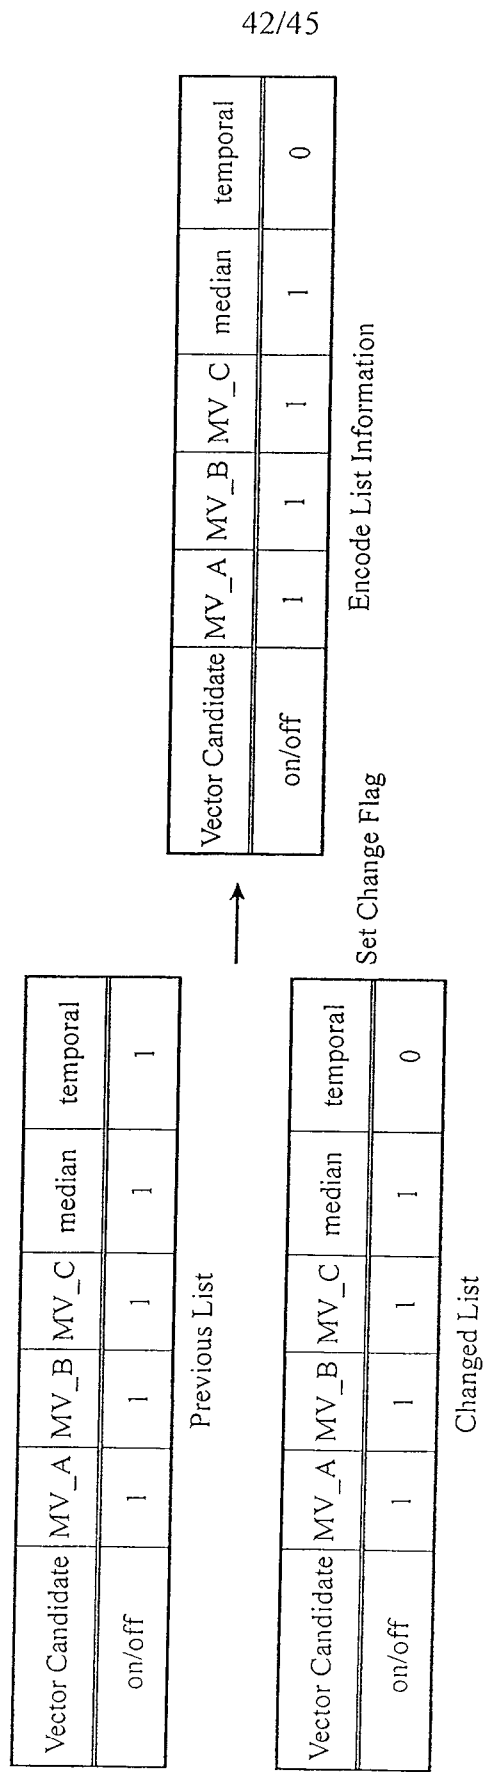 42/45
Vector Candidate MV_A MV_B MV_C median temporal
on/off 1 1 1 1 1
Previous List
Vector Candidate MV_A MV_B MV_C median temporal
on/off 1 1 1 1 0
Changed List
Set Change Flag
Vector Candidate MV_A MV_B MV_C median temporal
on/off 1 1 1 1 0
Encode List Information